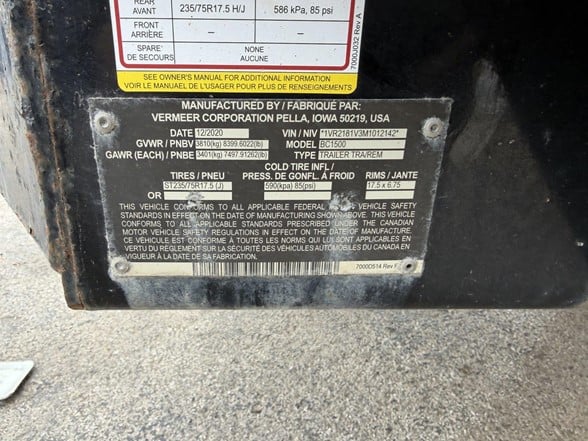 REAR
AVANT 235/75R17.5 H/J 586 kPa, 85 psi
FRONT
ARRIÈRE – –
SPARE
DE SECOURS NONE
AUCUNE
7000J032 Rev A
SEE OWNER'S MANUAL FOR ADDITIONAL INFORMATION
VOIR LE MANUEL DE L'USAGER POUR PLUS DE RENSEIGNEMENTS
MANUFACTURED BY / FABRIQUÉ PAR:
VERMEER CORPORATION PELLA, IOWA 50219, USA
DATE 12/2020 VIN / NIV *1VR2181V3M1012142*
GVWR / PNBV 3810(kg) 8399.6022(lb) MODEL BC1500
GAWR (EACH) / PNBE 3401(kg) 7497.91262(lb) TYPE TRAILER TRA/REM
COLD TIRE INFL /
TIRES / PNEU PRESS. DE GONFL. À FROID RIMS / JANTE
ST235/75R17.5 (J) 590(kpa) 85(psi) 17.5 x 6.75
OR
THIS VEHICLE CONFORMS TO ALL APPLICABLE FEDERAL MOTOR VEHICLE SAFETY
STANDARDS IN EFFECT ON THE DATE OF MANUFACTURING SHOWN ABOVE. THIS VEHICLE
CONFORMS TO ALL APPLICABLE STANDARDS PRESCRIBED UNDER THE CANADIAN
MOTOR VEHICLE SAFETY REGULATIONS IN EFFECT ON THE DATE OF MANUFACTURE.
CE VÉHICULE EST CONFORME À TOUTES LES NORMES QUI LUI SONT APPLICABLES EN
VERTU DU RÈGLEMENT SUR LA SÉCURITÉ DES VÉHICULES AUTOMOBILES DU CANADA EN
VIGUEUR À LA DATE DE SA FABRICATION.
7000D514 Rev F